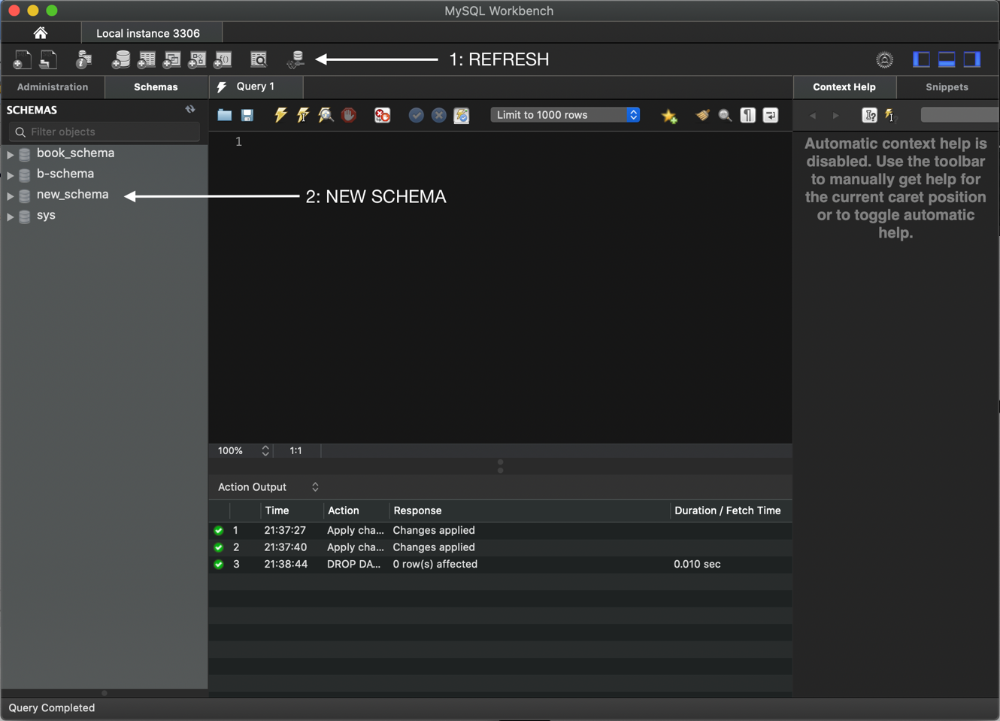 MySQL Workbench
Local instance 3306
1: REFRESH
Administration
Schemas
Query 1
Context Help
Snippets
SCHEMAS
Filter objects
Limit to 1000 rows
book_schema
b-schema
new_schema
sys
1
2: NEW SCHEMA
Automatic context help is
disabled. Use the toolbar
to manually get help for
the current caret position
or to toggle automatic
help.
100%
1:1
Action Output
Time Action Response Duration / Fetch Time
1 21:37:27 Apply cha... Changes applied
2 21:37:40 Apply cha... Changes applied
3 21:38:44 DROP DA... 0 row(s) affected 0.010 sec
Query Completed